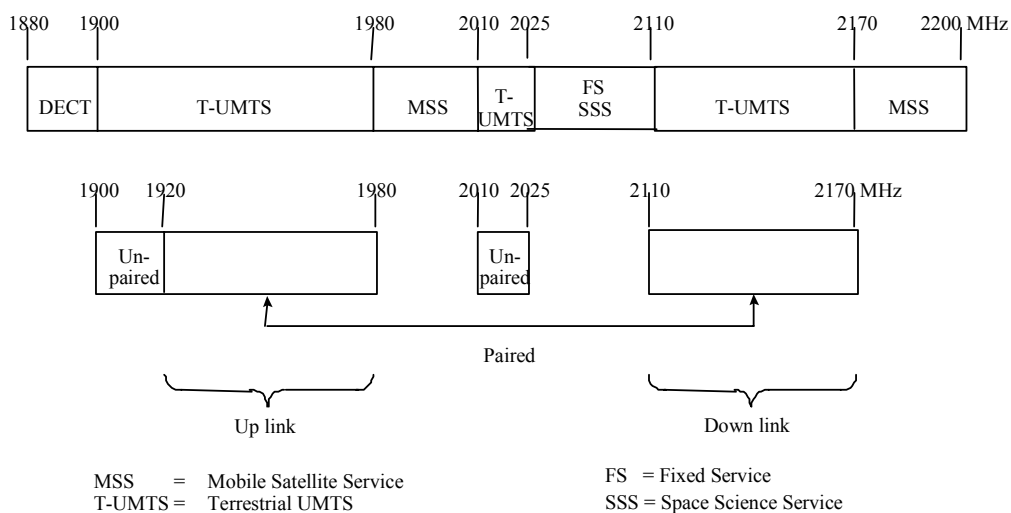 1880 1900 1980 2010 2025 2110 2170 2200 MHz
DECT T-UMTS MSS T-UMTS FS SSS T-UMTS MSS
1900 1920 1980 2010 2025 2110 2170 MHz
Un-paired Un-paired
Paired
Up link Down link
MSS = Mobile Satellite Service
T-UMTS = Terrestrial UMTS
FS = Fixed Service
SSS = Space Science Service